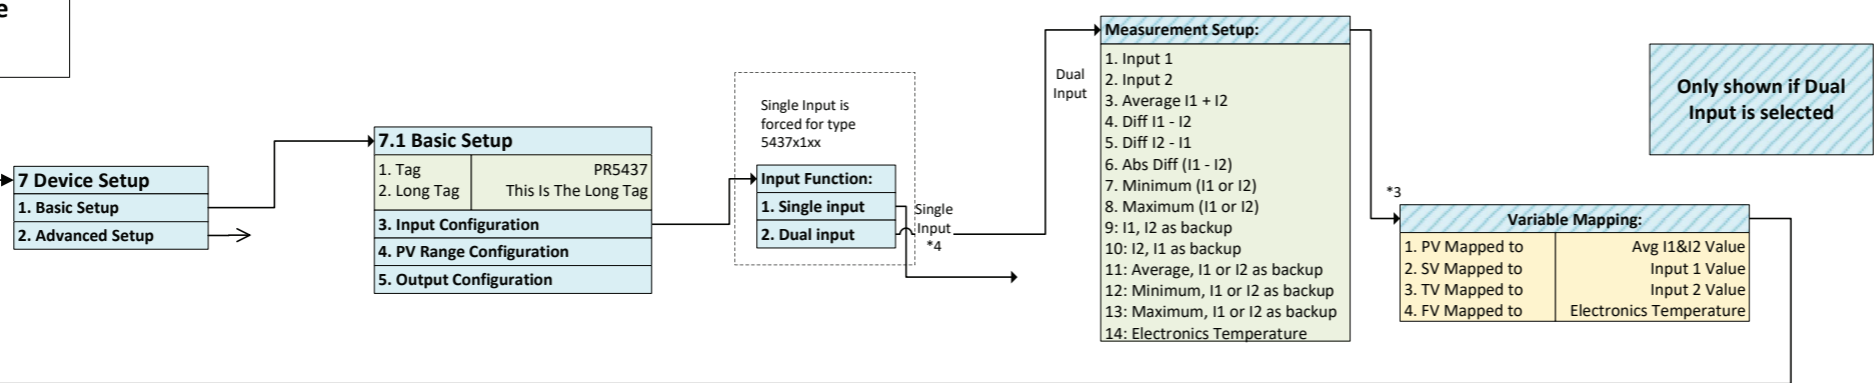 e
7 Device Setup
1. Basic Setup
2. Advanced Setup
7.1 Basic Setup
1. Tag PR5437
2. Long Tag This Is The Long Tag
3. Input Configuration
4. PV Range Configuration
5. Output Configuration
Single Input is
forced for type
5437x1xx
Input Function:
1. Single input
2. Dual input
Single
Input
*4
Dual
Input
Measurement Setup:
1. Input 1
2. Input 2
3. Average I1 + I2
4. Diff I1 - I2
5. Diff I2 - I1
6. Abs Diff (I1 - I2)
7. Minimum (I1 or I2)
8. Maximum (I1 or I2)
9: I1, I2 as backup
10: I2, I1 as backup
11: Average, I1 or I2 as backup
12: Minimum, I1 or I2 as backup
13: Maximum, I1 or I2 as backup
14: Electronics Temperature
*3
Variable Mapping:
1. PV Mapped to Avg I1&I2 Value
2. SV Mapped to Input 1 Value
3. TV Mapped to Input 2 Value
4. FV Mapped to Electronics Temperature
Only shown if Dual
Input is selected